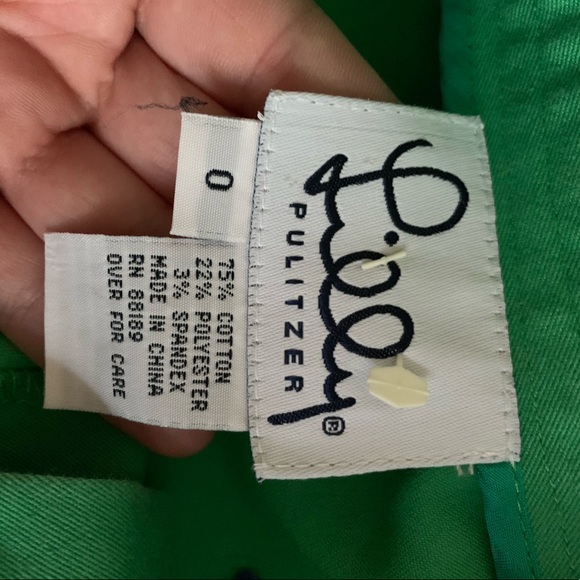 Lilly
PULITZER®
0
75% COTTON
22% POLYESTER
3% SPANDEX
MADE IN CHINA
RN 88189
OVER FOR CARE